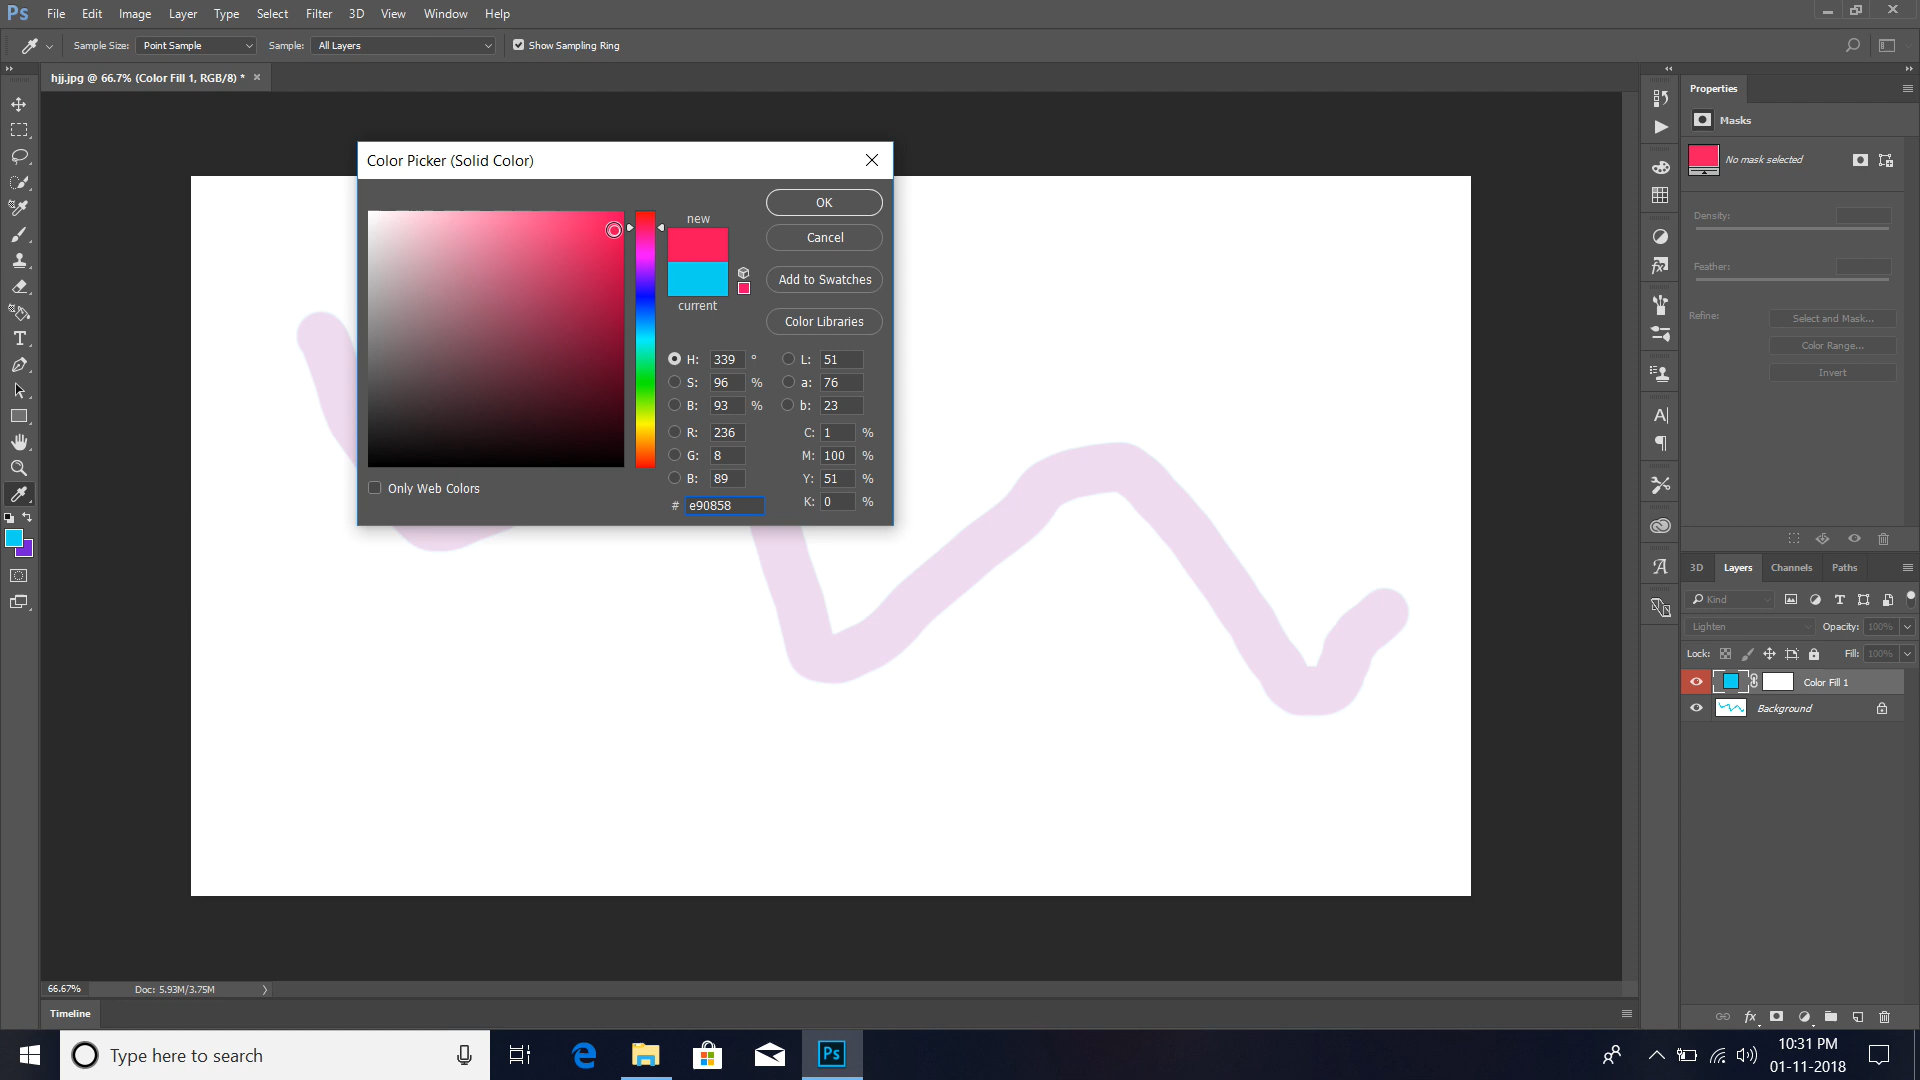 Ps File Edit Image Layer Type Select Filter 3D View Window Help
Sample Size: Point Sample Sample: All Layers Show Sampling Ring
hjj.jpg @ 66.7% (Color Fill 1, RGB/8) *
Properties
Masks
No mask selected
Density:
Feather:
Refine: Select and Mask...
Color Range...
Invert
Color Picker (Solid Color)
OK
new
Cancel
Add to Swatches
current
Color Libraries
H: 339 ° L: 51
S: 96 % a: 76
B: 93 % b: 23
R: 236 C: 1 %
G: 8 M: 100 %
B: 89 Y: 51 %
Only Web Colors
# e90858 K: 0 %
3D Layers Channels Paths
Kind
Lighten Opacity: 100%
Lock: Fill: 100%
Color Fill 1
Background
66.67% Doc: 5.93M/3.75M
Timeline
Type here to search
Ps
10:31 PM
01-11-2018